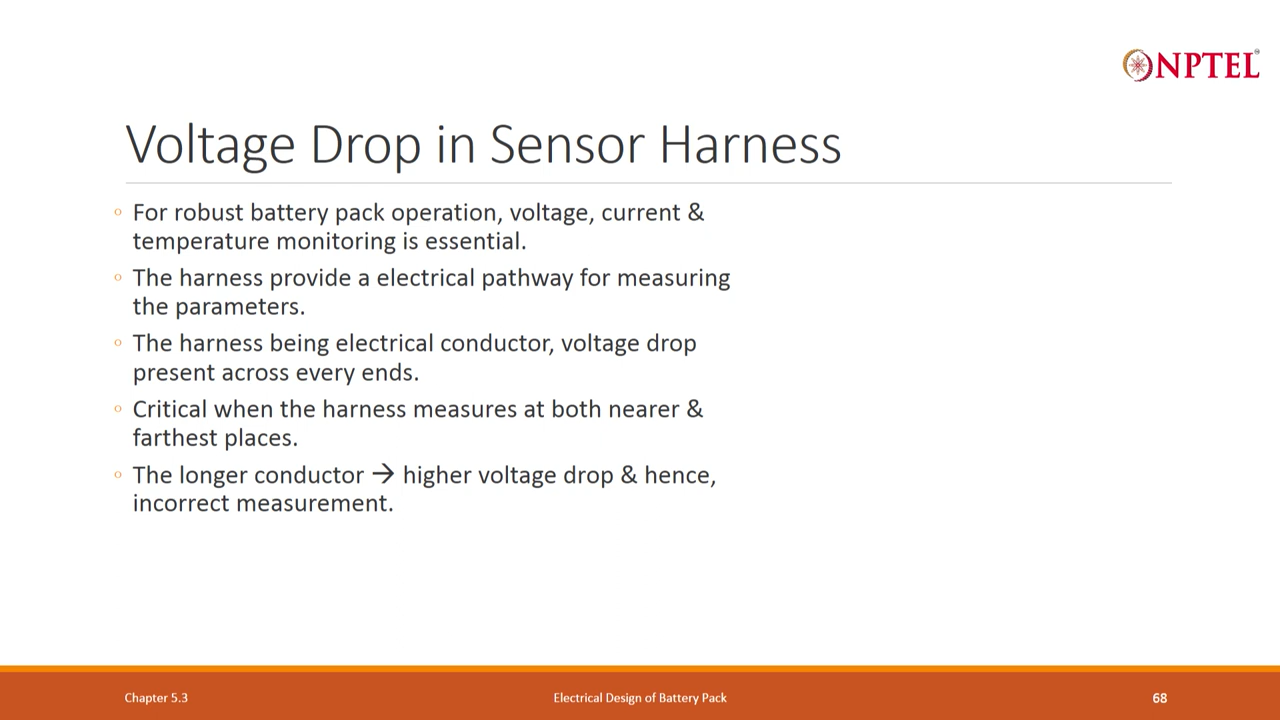 NPTEL
Voltage Drop in Sensor Harness
○ For robust battery pack operation, voltage, current &
temperature monitoring is essential.
○ The harness provide a electrical pathway for measuring
the parameters.
○ The harness being electrical conductor, voltage drop
present across every ends.
○ Critical when the harness measures at both nearer &
farthest places.
○ The longer conductor → higher voltage drop & hence,
incorrect measurement.
Chapter 5.3
Electrical Design of Battery Pack
68